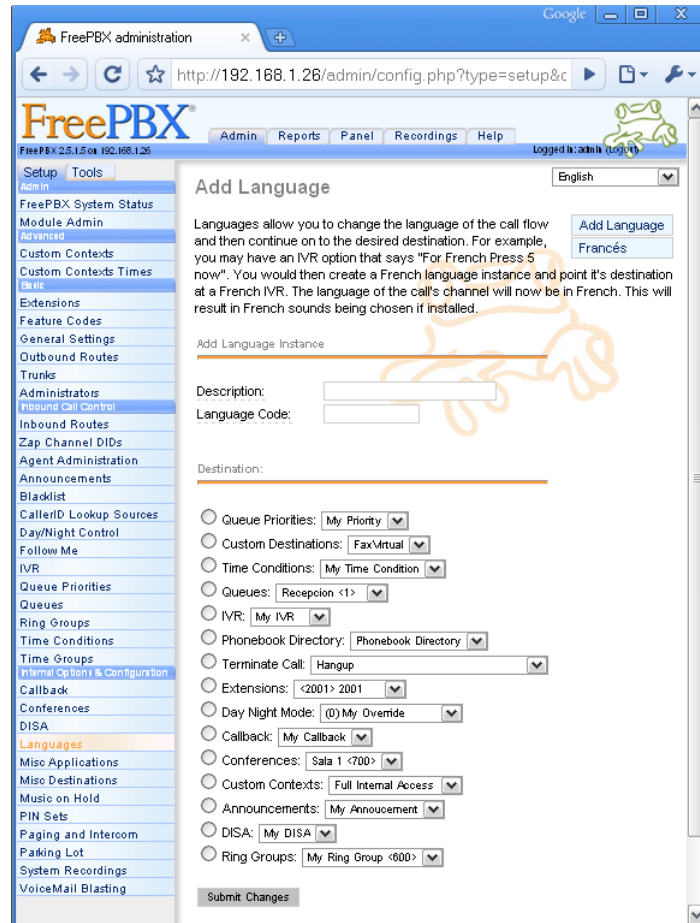 Google
FreePBX administration
http://192.168.1.26/admin/config.php?type=setup&c
FreePBX®
FreePBX 2.5.1.5 on 192.168.1.26
Admin Reports Panel Recordings Help
Logged in: admin (Logout)
Setup Tools
Admin
FreePBX System Status
Module Admin
Advanced
Custom Contexts
Custom Contexts Times
Basic
Extensions
Feature Codes
General Settings
Outbound Routes
Trunks
Administrators
Inbound Call Control
Inbound Routes
Zap Channel DIDs
Agent Administration
Announcements
Blacklist
CallerID Lookup Sources
Day/Night Control
Follow Me
IVR
Queue Priorities
Queues
Ring Groups
Time Conditions
Time Groups
Internal Options & Configuration
Callback
Conferences
DISA
Languages
Misc Applications
Misc Destinations
Music on Hold
PIN Sets
Paging and Intercom
Parking Lot
System Recordings
VoiceMail Blasting
English
Add Language
Add Language
Francés
Languages allow you to change the language of the call flow
and then continue on to the desired destination. For example,
you may have an IVR option that says "For French Press 5
now". You would then create a French language instance and point it's destination
at a French IVR. The language of the call's channel will now be in French. This will
result in French sounds being chosen if installed.
Add Language Instance
Description:
Language Code:
Destination:
Queue Priorities: My Priority
Custom Destinations: FaxVirtual
Time Conditions: My Time Condition
Queues: Recepcion <1>
IVR: My IVR
Phonebook Directory: Phonebook Directory
Terminate Call: Hangup
Extensions: <2001> 2001
Day Night Mode: (0) My Override
Callback: My Callback
Conferences: Sala 1 <700>
Custom Contexts: Full Internal Access
Announcements: My Annoucement
DISA: My DISA
Ring Groups: My Ring Group <600>
Submit Changes